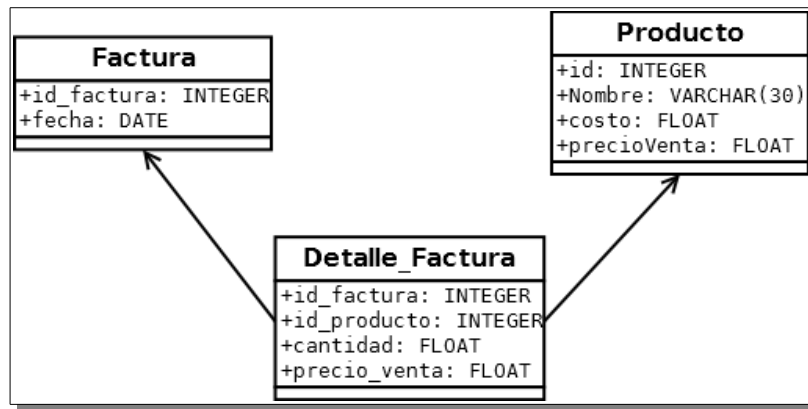 Factura
+id_factura: INTEGER
+fecha: DATE
Producto
+id: INTEGER
+Nombre: VARCHAR(30)
+costo: FLOAT
+precioVenta: FLOAT
Detalle_Factura
+id_factura: INTEGER
+id_producto: INTEGER
+cantidad: FLOAT
+precio_venta: FLOAT